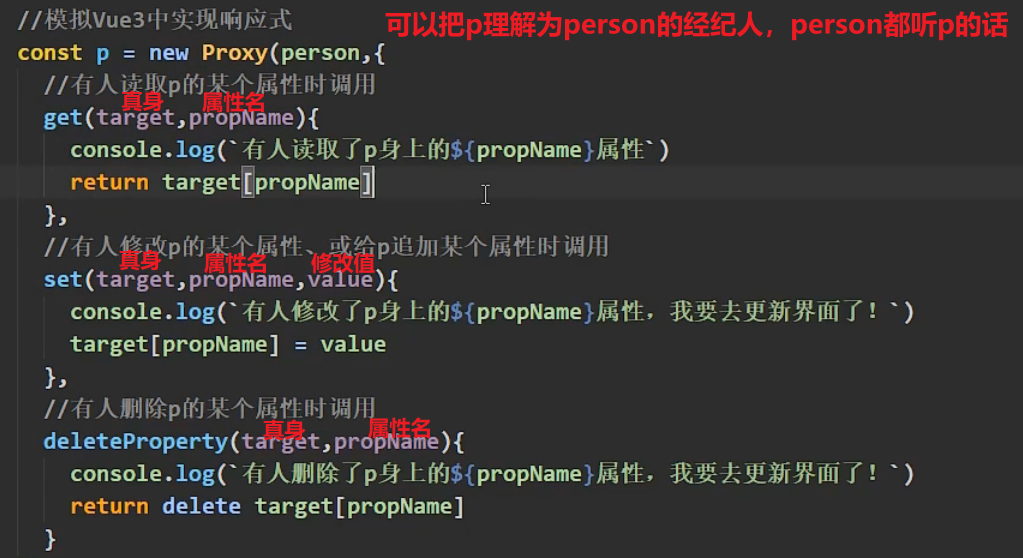 //模拟Vue3中实现响应式
可以把p理解为person的经纪人，person都听p的话
const p = new Proxy(person,{
//有人读取p的某个属性时调用
真身 属性名
get(target,propName){
console.log(`有人读取了p身上的${propName}属性`)
return target[propName]
},
//有人修改p的某个属性、或给p追加某个属性时调用
真身 属性名 修改值
set(target,propName,value){
console.log(`有人修改了p身上的${propName}属性，我要去更新界面了！`)
target[propName] = value
},
//有人删除p的某个属性时调用
真身 属性名
deleteProperty(target,propName){
console.log(`有人删除了p身上的${propName}属性，我要去更新界面了！`)
return delete target[propName]
}